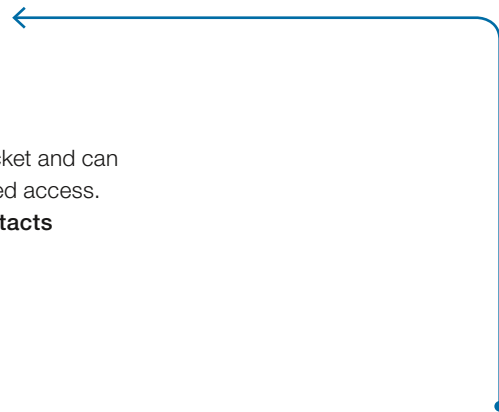 cket and can
ed access.
tacts